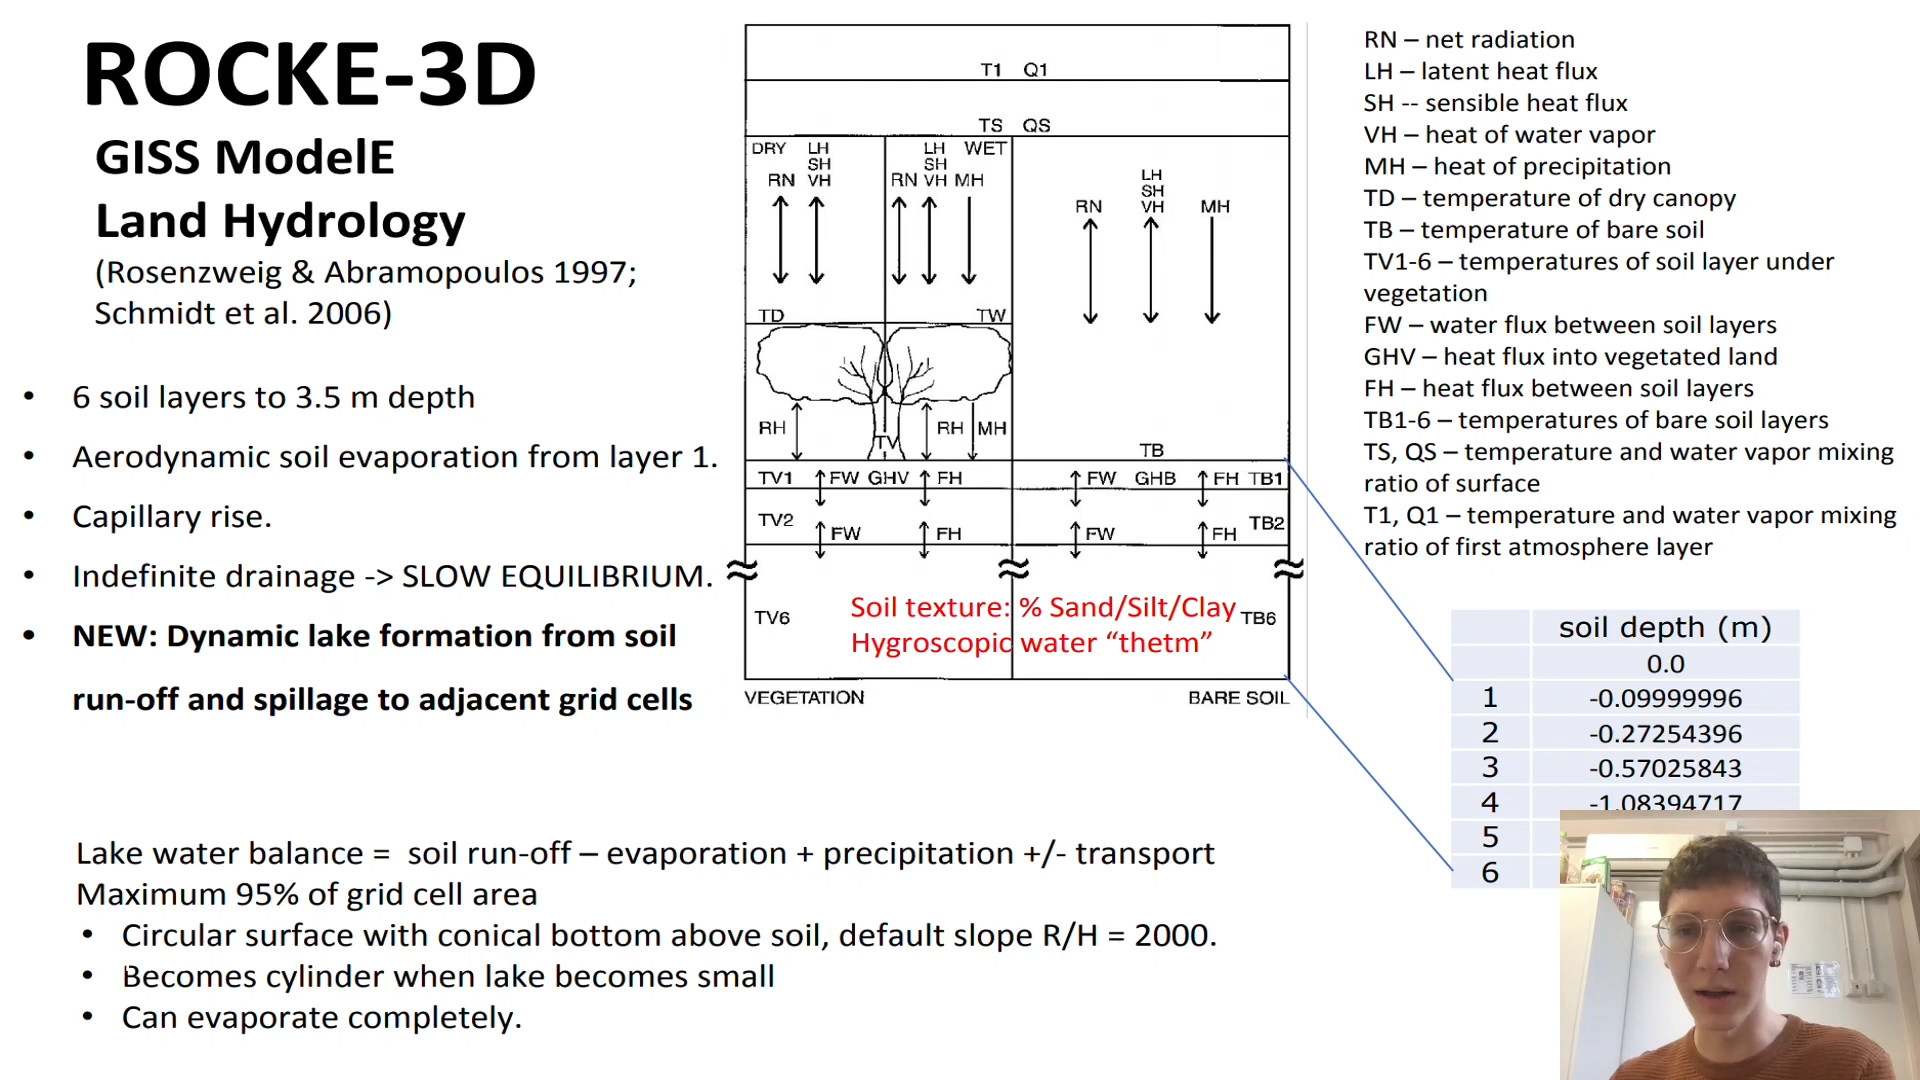 ROCKE-3D
GISS ModelE
Land Hydrology
(Rosenzweig & Abramopoulos 1997;
Schmidt et al. 2006)
• 6 soil layers to 3.5 m depth
• Aerodynamic soil evaporation from layer 1.
• Capillary rise.
• Indefinite drainage -> SLOW EQUILIBRIUM.
• NEW: Dynamic lake formation from soil
run-off and spillage to adjacent grid cells
Lake water balance = soil run-off – evaporation + precipitation +/- transport
Maximum 95% of grid cell area
• Circular surface with conical bottom above soil, default slope R/H = 2000.
• Becomes cylinder when lake becomes small
• Can evaporate completely.
T1 Q1
TS QS
DRY LH LH WET
SH SH
RN VH RN VH MH
LH
SH
RN VH MH
TD TW
RH TV RH MH
TB
TV1 FW GHV FH FW GHB FH TB1
TV2 FW FH FW FH TB2
TV6 Soil texture: % Sand/Silt/Clay TB6
Hygroscopic water “thetm”
VEGETATION BARE SOIL
RN – net radiation
LH – latent heat flux
SH -- sensible heat flux
VH – heat of water vapor
MH – heat of precipitation
TD – temperature of dry canopy
TB – temperature of bare soil
TV1-6 – temperatures of soil layer under
vegetation
FW – water flux between soil layers
GHV – heat flux into vegetated land
FH – heat flux between soil layers
TB1-6 – temperatures of bare soil layers
TS, QS – temperature and water vapor mixing
ratio of surface
T1, Q1 – temperature and water vapor mixing
ratio of first atmosphere layer
soil depth (m)
0.0
1 -0.09999996
2 -0.27254396
3 -0.57025843
4 -1.08394717
5
6